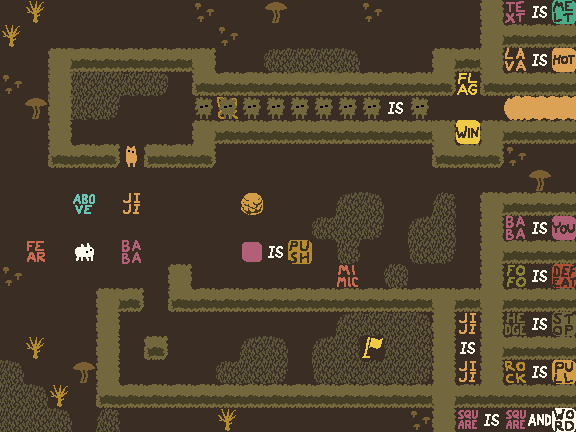 TEXT IS MELT
LAVA IS HOT
FLAG
IS
WIN
ABOVE JIJI
BABA IS YOU
FEAR BABA
IS PUSH
MIMIC
FOFO IS DEFEAT
JIJI
IS
JIJI
HEDGE IS STOP
ROCK IS PULL
SQUARE IS SQUARE AND WORD